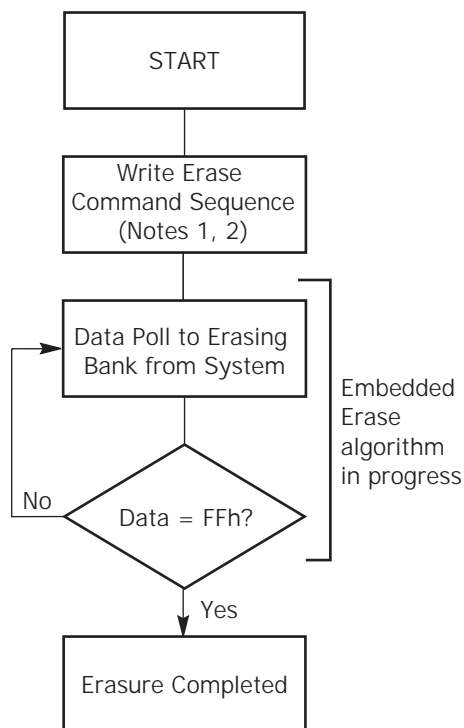 START
Write Erase
Command Sequence
(Notes 1, 2)
Data Poll to Erasing
Bank from System
Embedded
Erase
algorithm
in progress
No
Data = FFh?
Yes
Erasure Completed